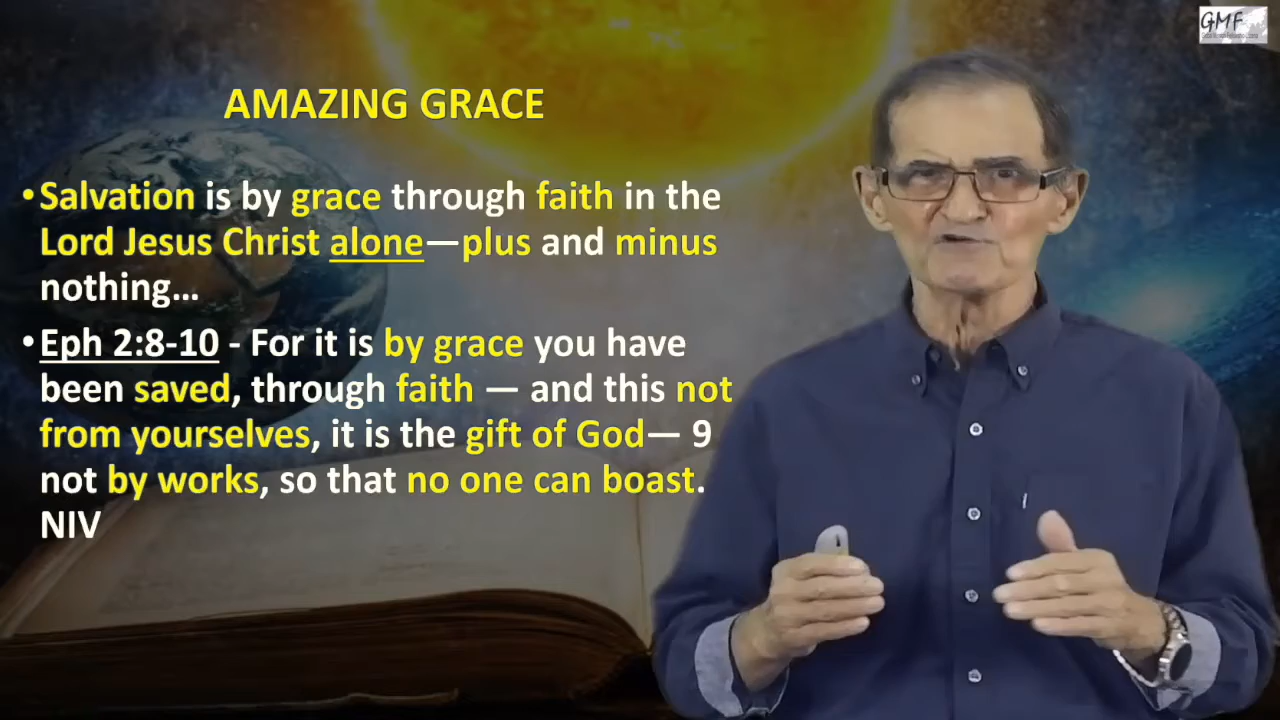 GMF
AMAZING GRACE
•Salvation is by grace through faith in the
Lord Jesus Christ alone—plus and minus
nothing…
•Eph 2:8-10 - For it is by grace you have
been saved, through faith — and this not
from yourselves, it is the gift of God— 9
not by works, so that no one can boast.
NIV